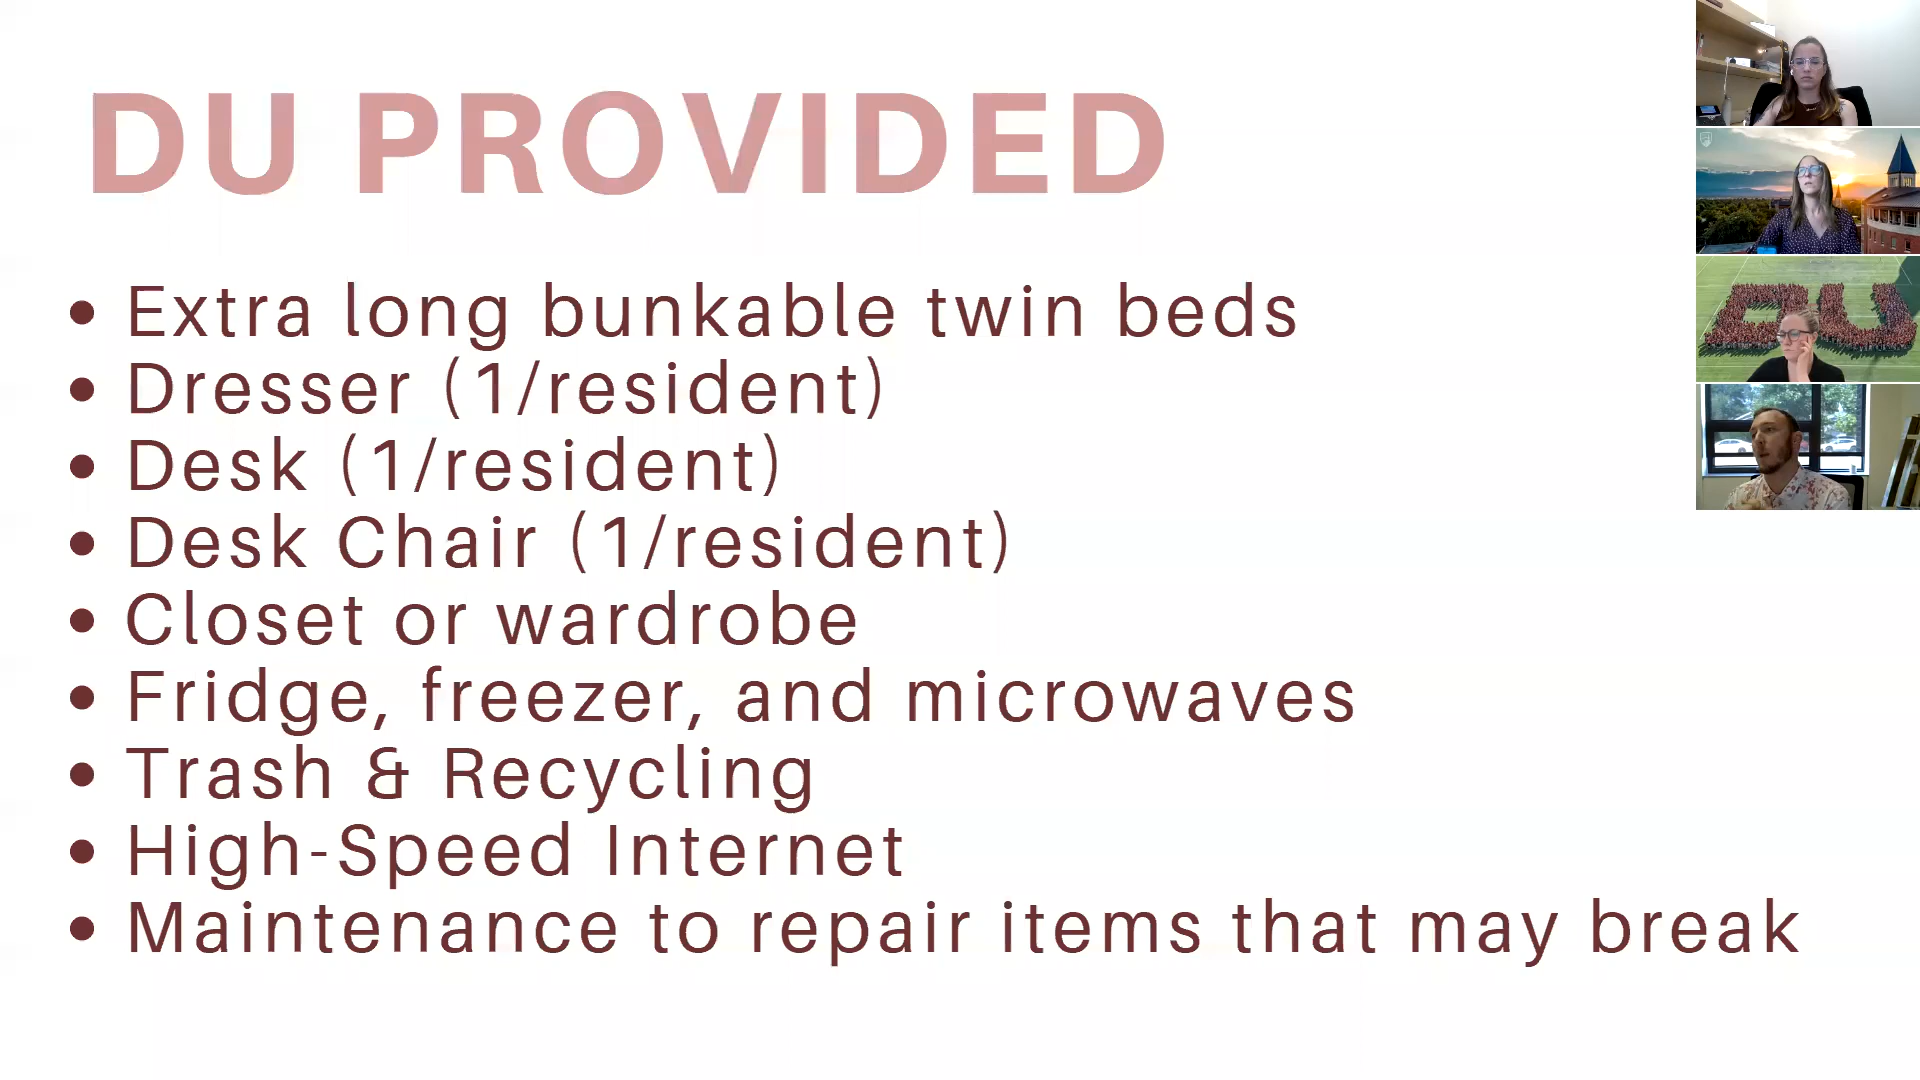 DU PROVIDED
• Extra long bunkable twin beds
• Dresser (1/resident)
• Desk (1/resident)
• Desk Chair (1/resident)
• Closet or wardrobe
• Fridge, freezer, and microwaves
• Trash & Recycling
• High-Speed Internet
• Maintenance to repair items that may break
DU